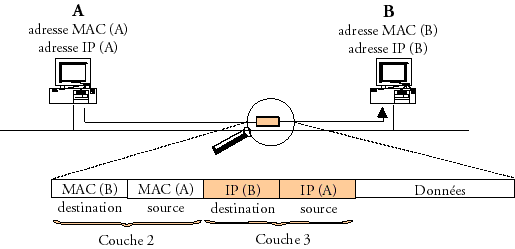 A
adresse MAC (A)
adresse IP (A)
B
adresse MAC (B)
adresse IP (B)
MAC (B) MAC (A) IP (B) IP (A) Données
destination source destination source
Couche 2 Couche 3